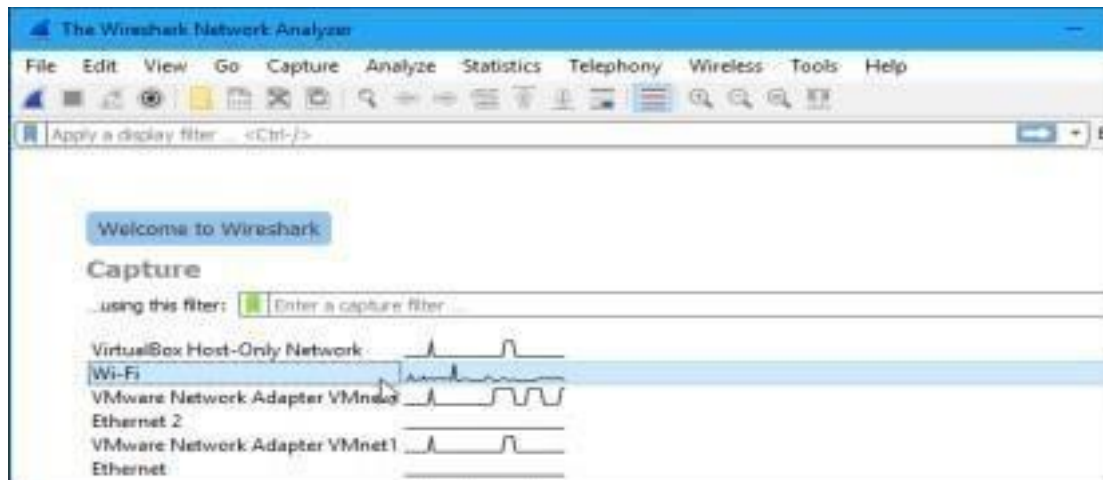 The Wireshark Network Analyzer
File Edit View Go Capture Analyze Statistics Telephony Wireless Tools Help
Apply a display filter ... <Ctrl-/>
Welcome to Wireshark
Capture
...using this filter: Enter a capture filter ...
VirtualBox Host-Only Network
Wi-Fi
VMware Network Adapter
Ethernet 2
VMware Network Adapter VMnet1
Ethernet